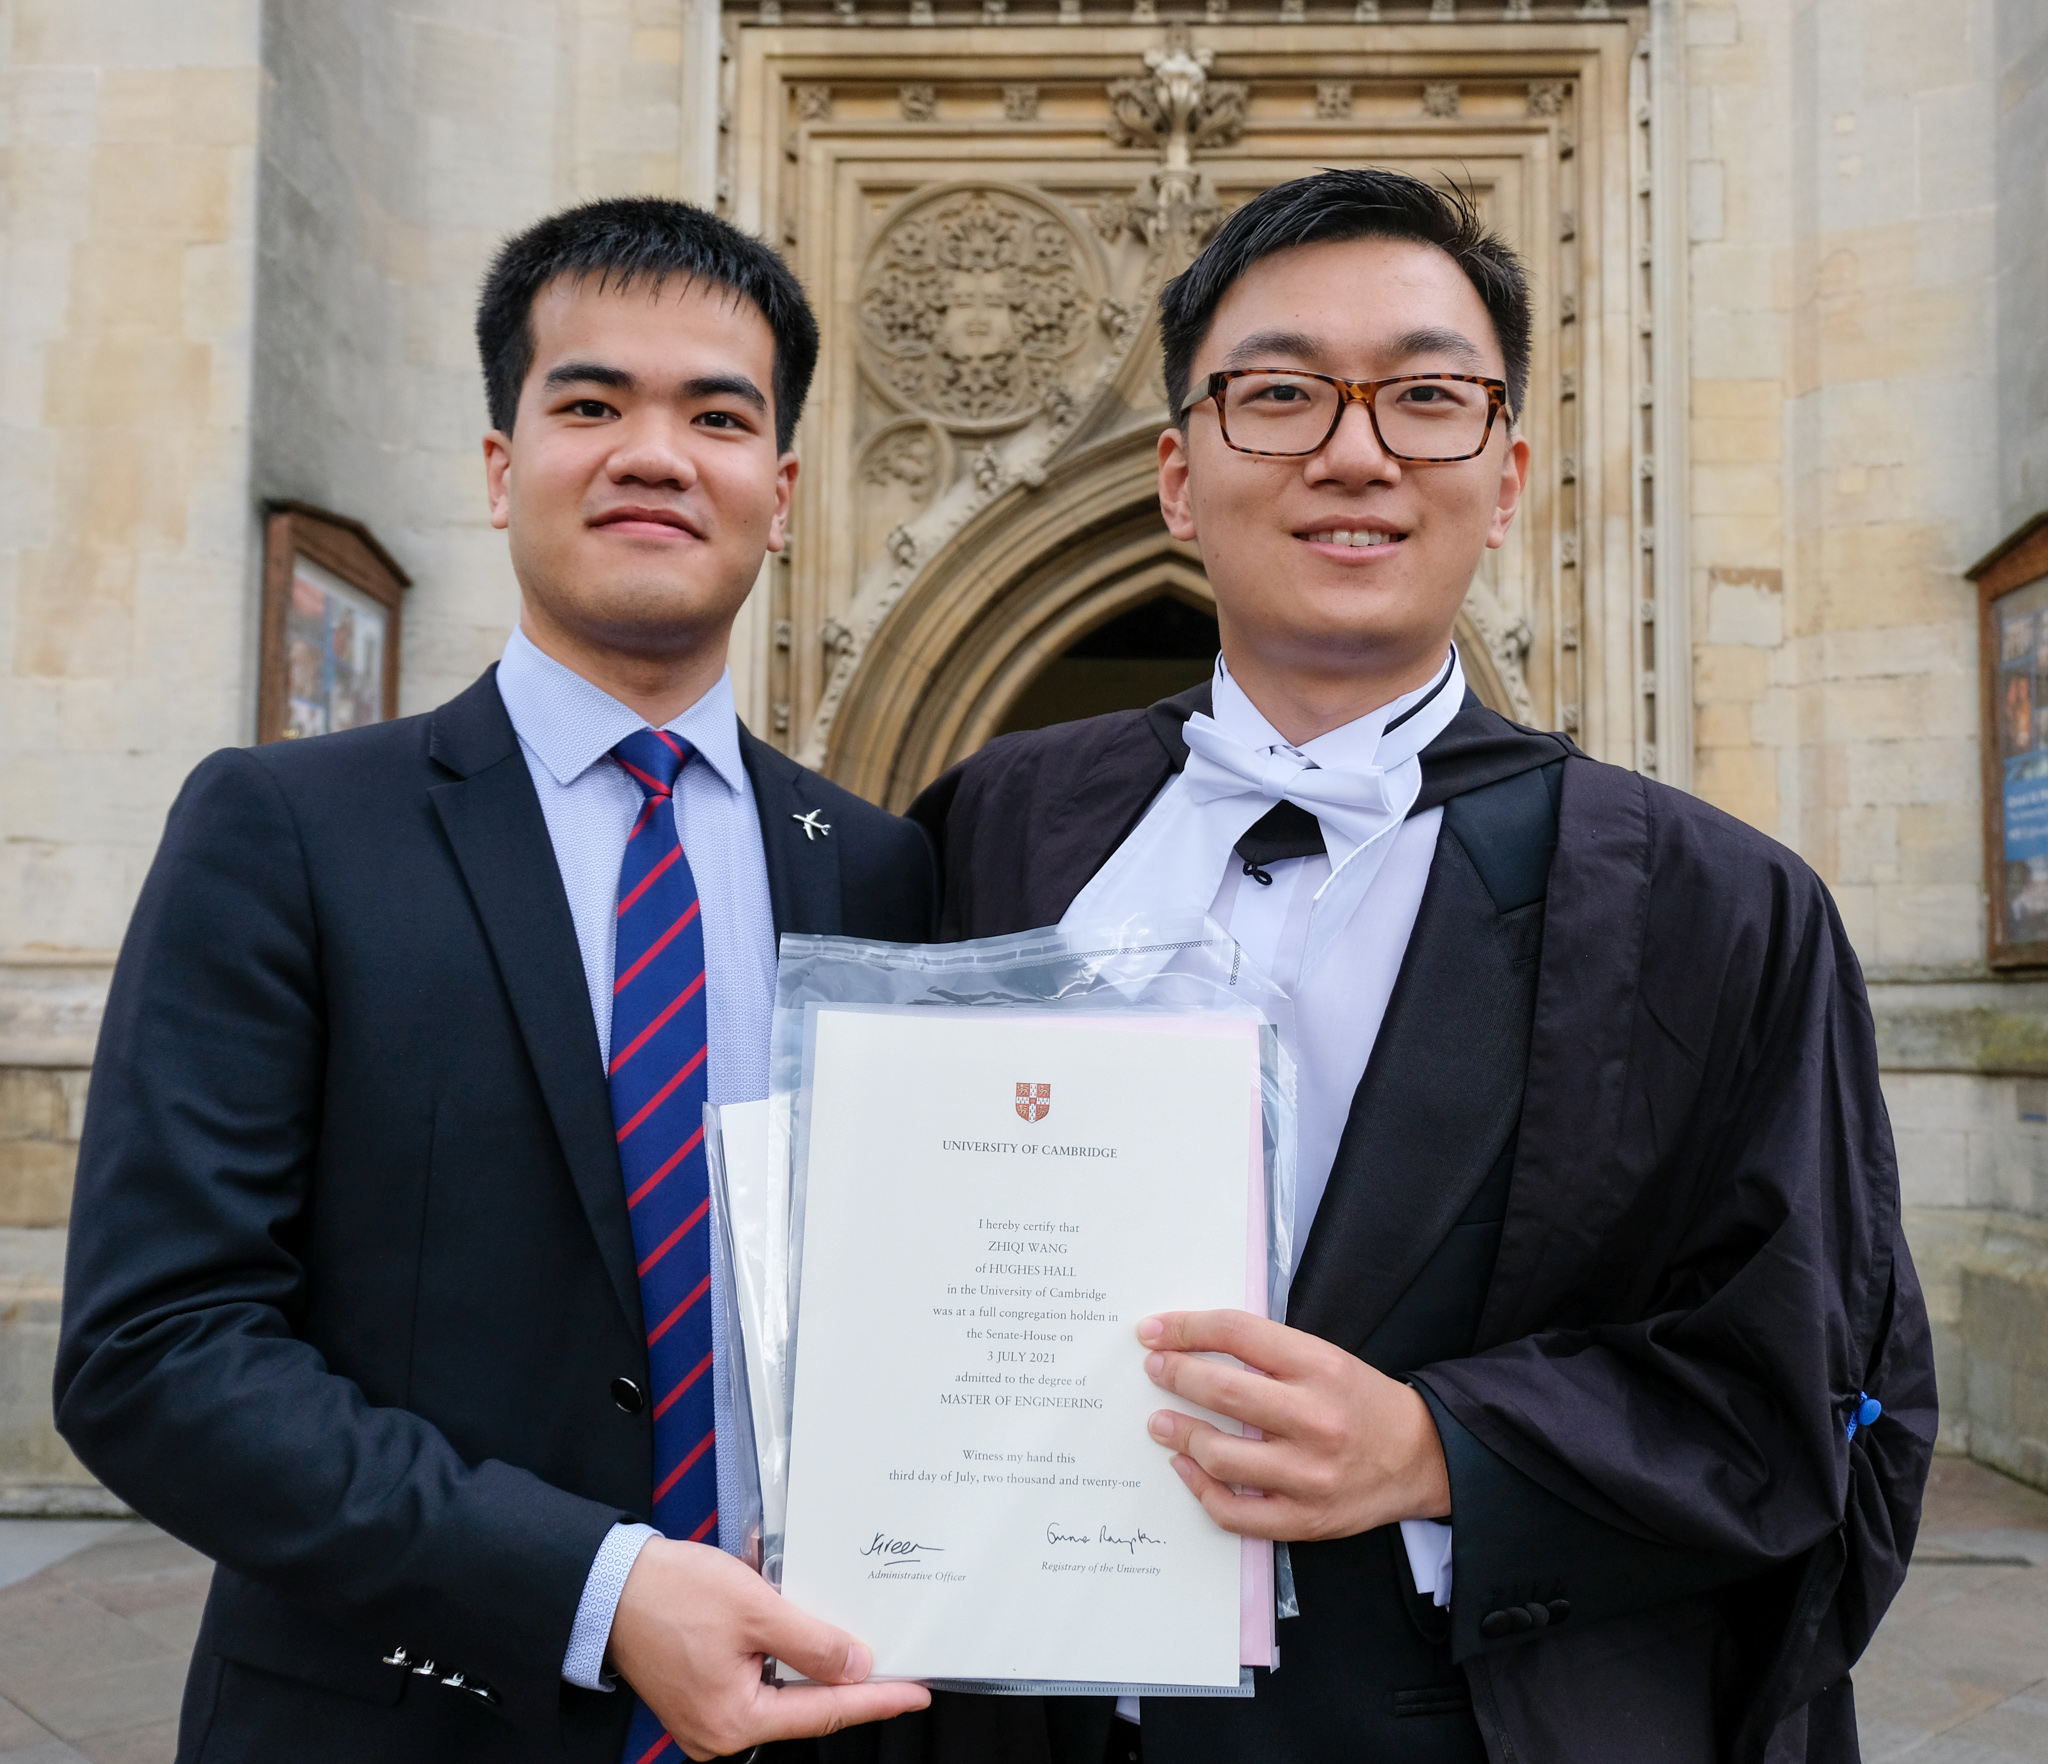 UNIVERSITY OF CAMBRIDGE
I hereby certify that
ZHIQI WANG
of HUGHES HALL
in the University of Cambridge
was at a full congregation holden in
the Senate-House on
3 JULY 2021
admitted to the degree of
MASTER OF ENGINEERING
Witness my hand this
third day of July, two thousand and twenty-one
Administrative Officer
Registrary of the University